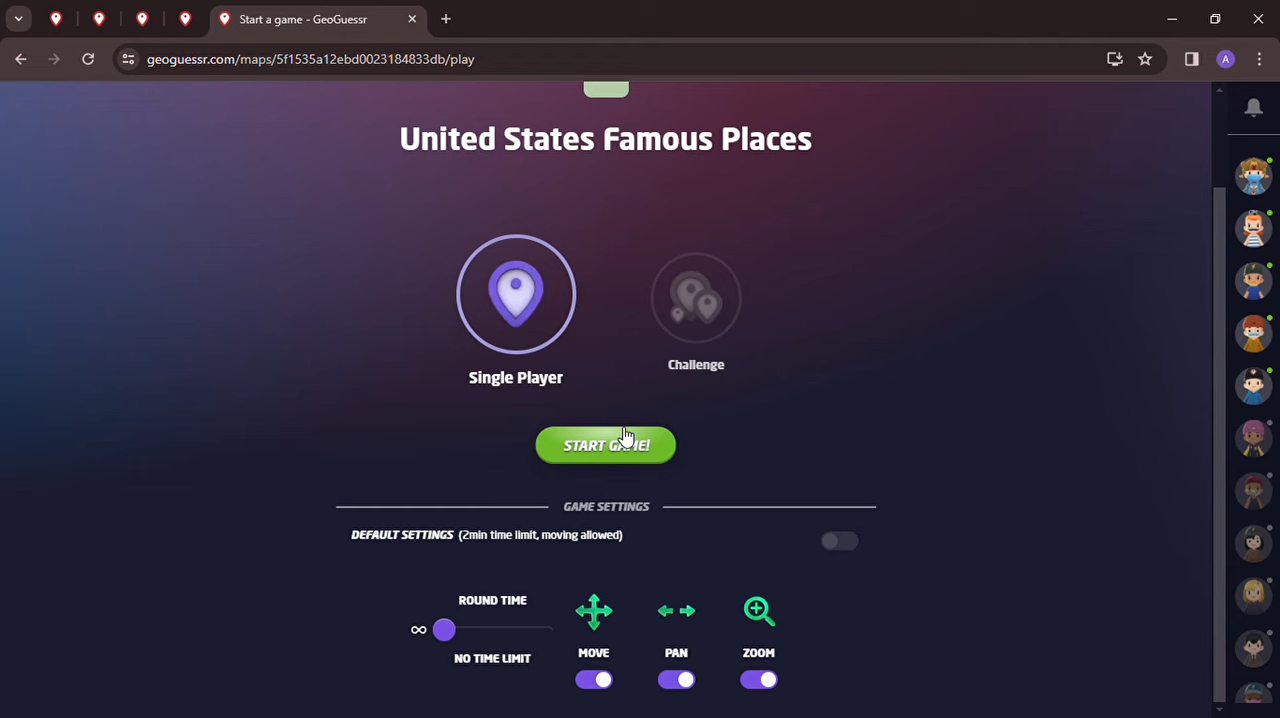 Start a game - GeoGuessr
geoguessr.com/maps/5f1535a12ebd0023184833db/play
A
United States Famous Places
Single Player
Challenge
START GAME!
GAME SETTINGS
DEFAULT SETTINGS (2min time limit, moving allowed)
ROUND TIME
∞
NO TIME LIMIT
MOVE
PAN
ZOOM